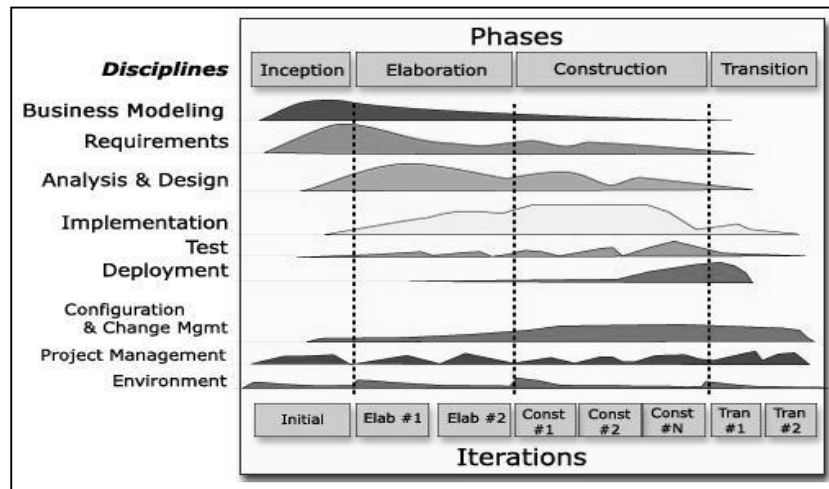 Phases
Disciplines
Inception
Elaboration
Construction
Transition
Business Modeling
Requirements
Analysis & Design
Implementation
Test
Deployment
Configuration
& Change Mgmt
Project Management
Environment
Initial
Elab #1
Elab #2
Const
#1
Const
#2
Const
#N
Tran
#1
Tran
#2
Iterations